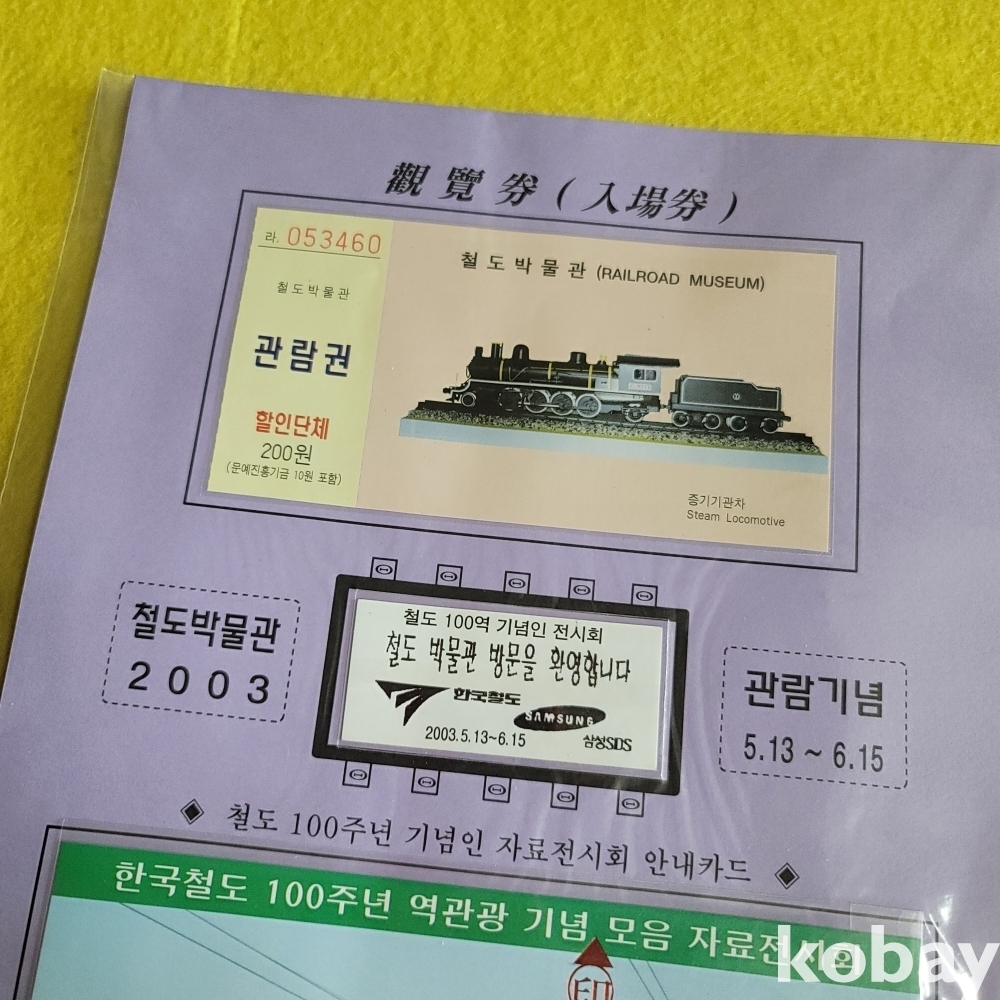 觀覽券 (入場券)
라. 053460
철도박물관
관람권
할인단체
200원
(문예진흥기금 10원 포함)
철도박물관 (RAILROAD MUSEUM)
증기기관차
Steam Locomotive
철도박물관
2003
철도 100역 기념인 전시회
철도 박물관 방문을 환영합니다
한국철도
SAMSUNG
2003.5.13~6.15
삼성SDS
관람기념
5.13 ~ 6.15
◆ 철도 100주년 기념인 자료전시회 안내카드 ◆
한국철도 100주년 역관광 기념 모음 자료전시회
印
kobay